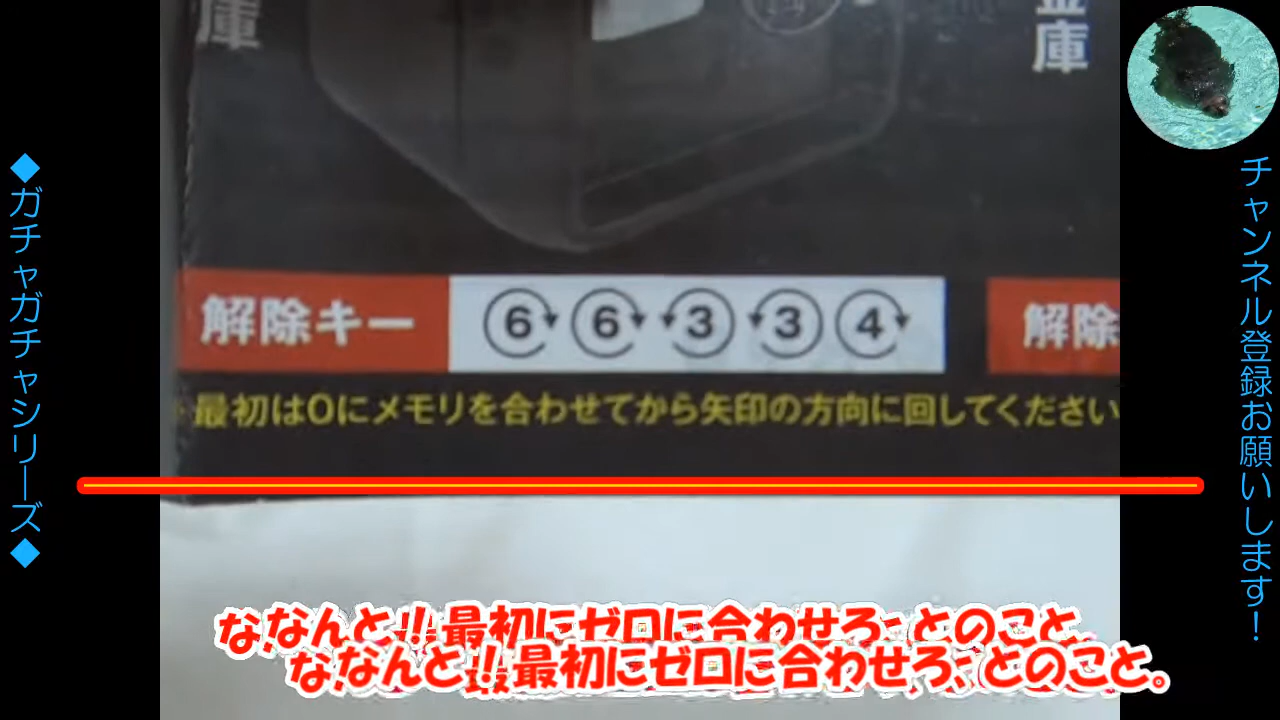 庫
金庫
◆ガチャガチャシリーズ◆
チャンネル登録お願いします！
解除キー 6 6 3 3 4
解除
最初は0にメモリを合わせてから矢印の方向に回してください
な,なんと!!最初にゼロに合わせろ、とのこと。
な,なんと!!最初にゼロに合わせろ、とのこと。